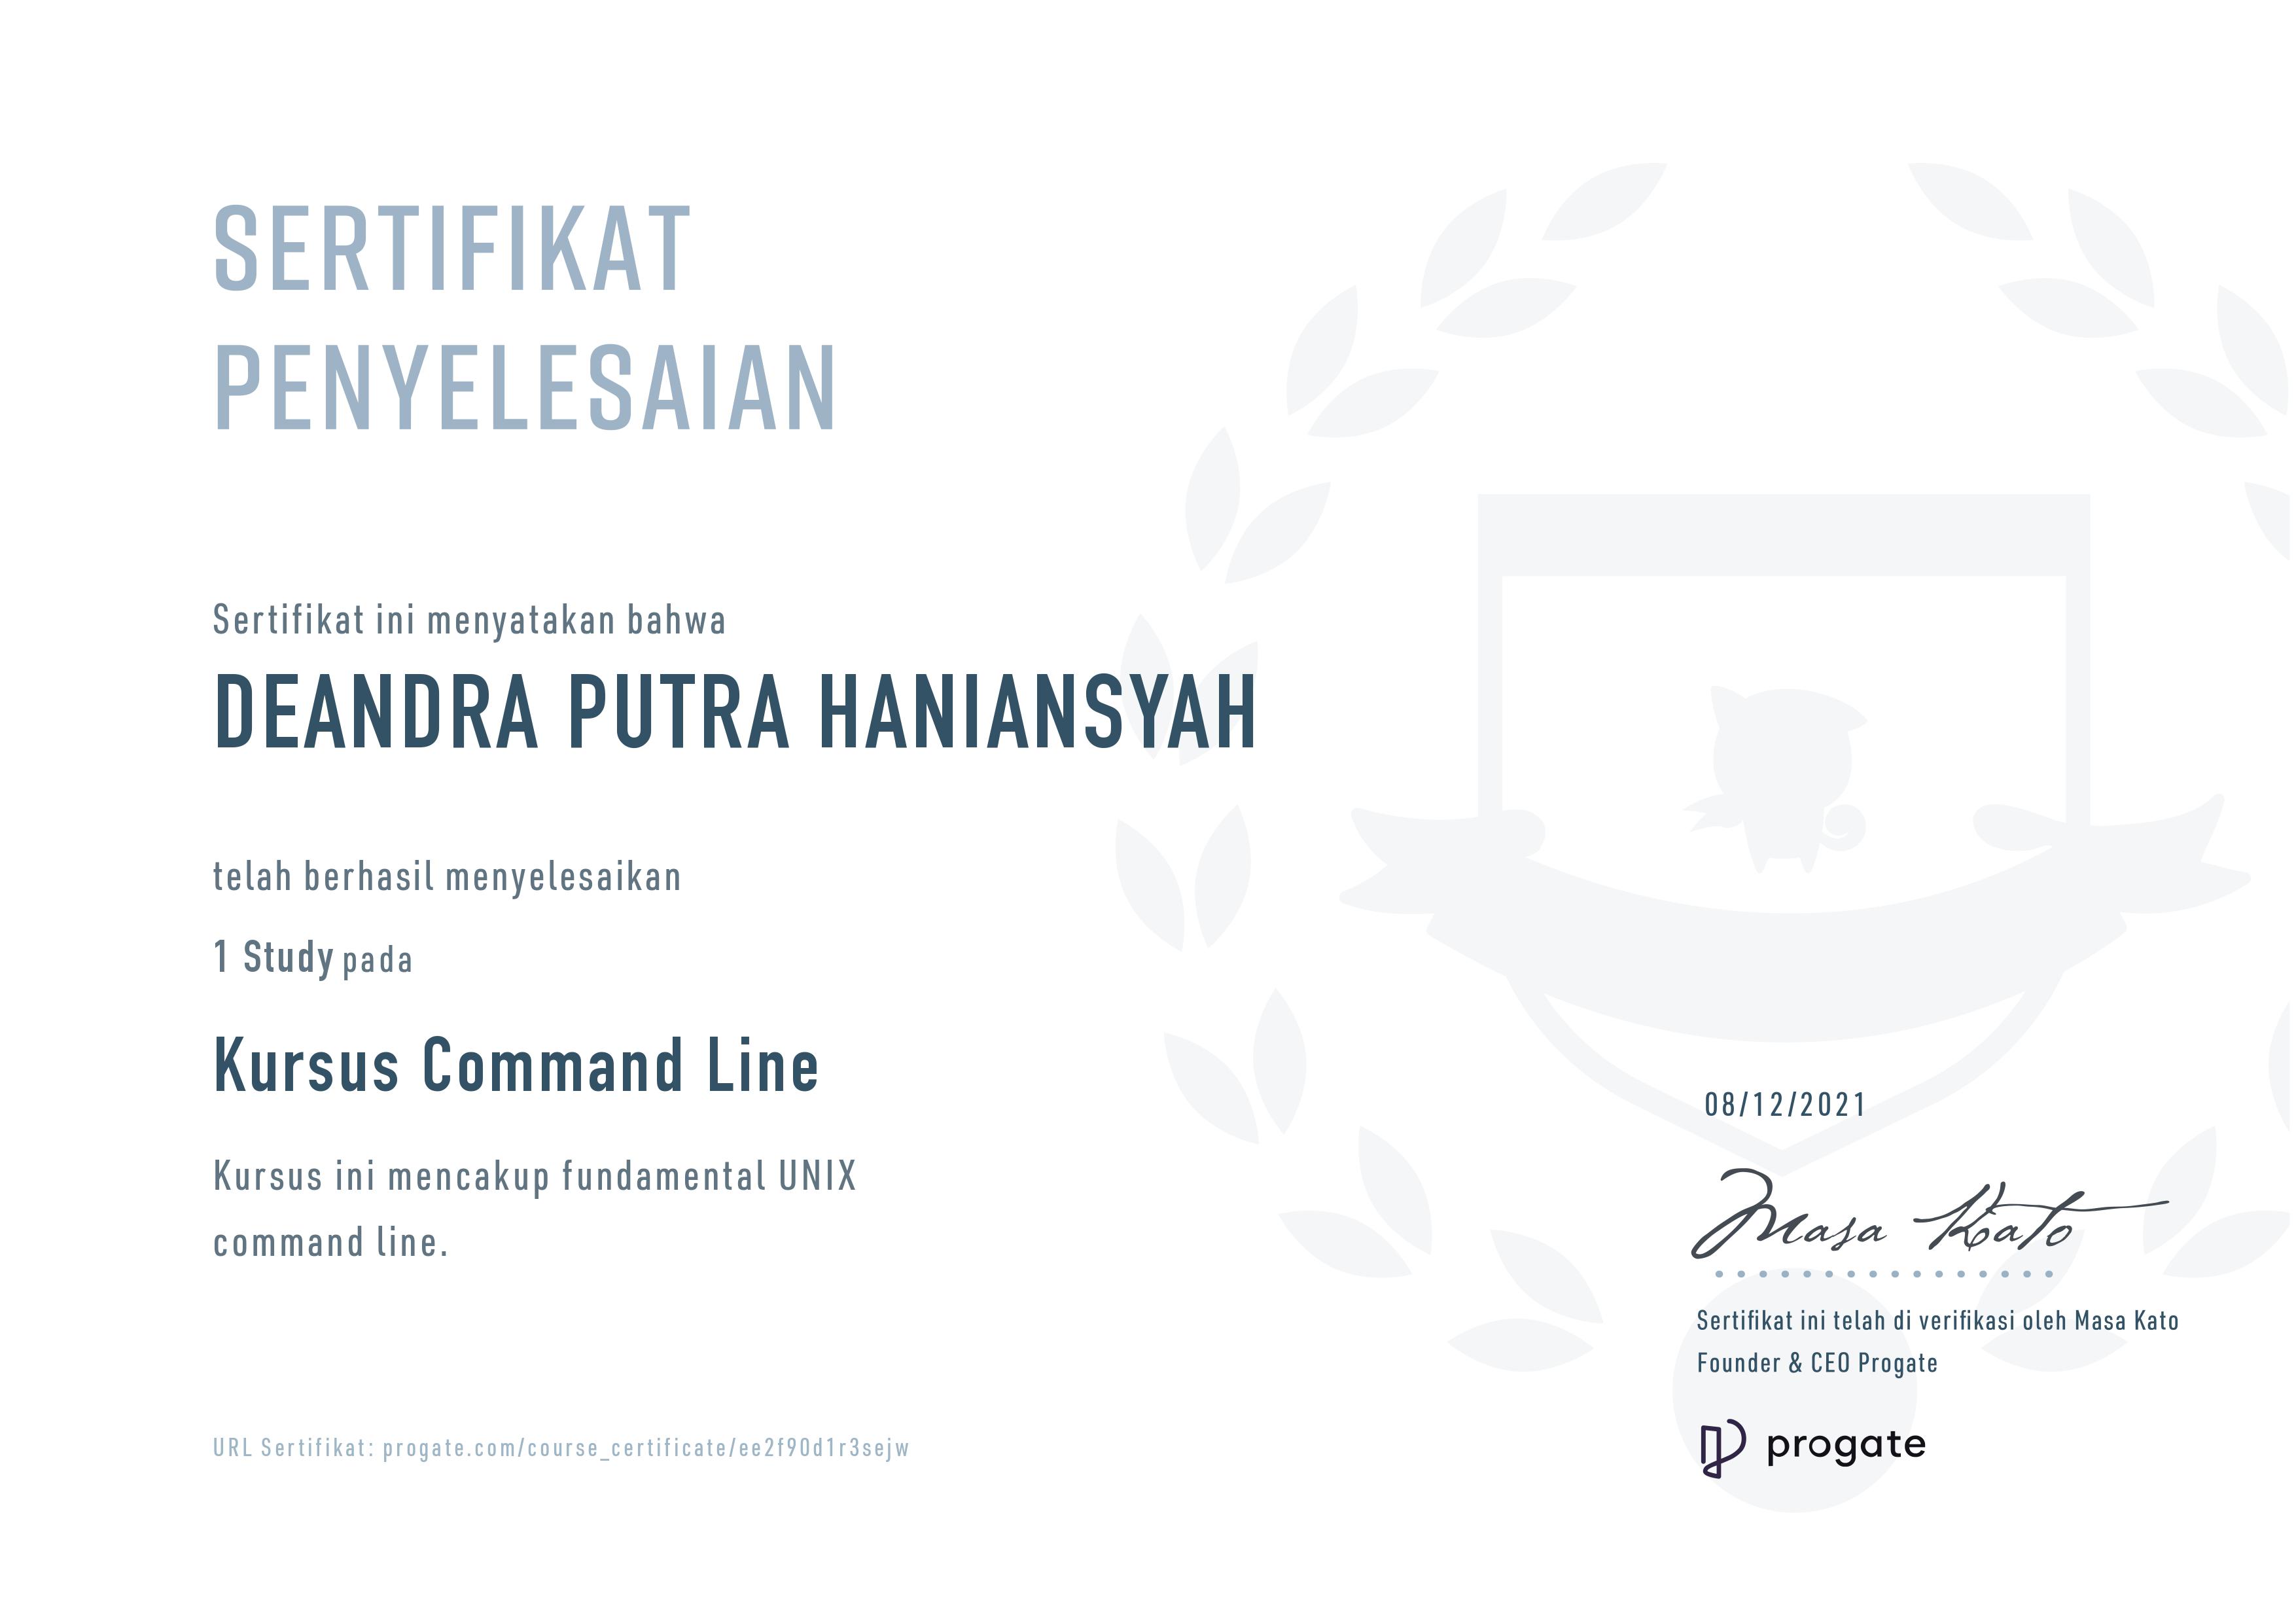 SERTIFIKAT
PENYELESAIAN
Sertifikat ini menyatakan bahwa
DEANDRA PUTRA HANIANSYAH
telah berhasil menyelesaikan
1 Study pada
Kursus Command Line
Kursus ini mencakup fundamental UNIX
command line.
URL Sertifikat: progate.com/course_certificate/ee2f90d1r3sejw
08/12/2021
Masa Kato
Sertifikat ini telah di verifikasi oleh Masa Kato
Founder & CEO Progate
progate